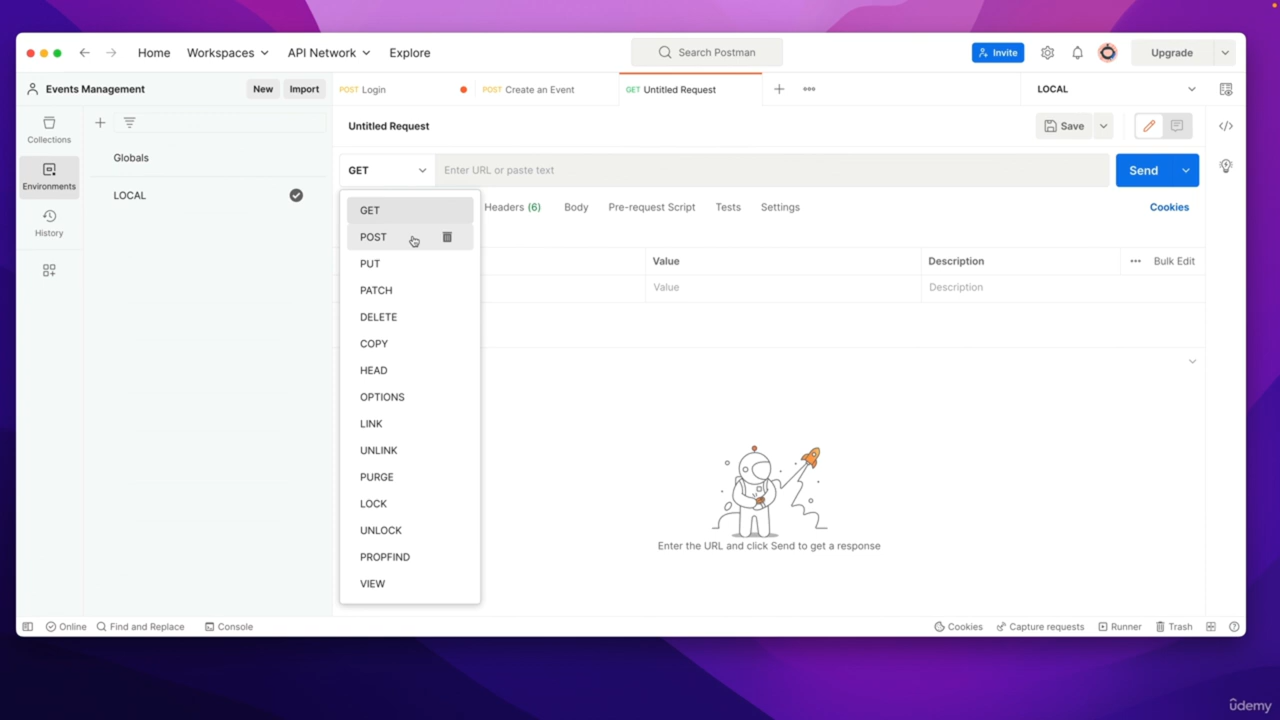 Home Workspaces API Network Explore Search Postman Invite Upgrade
Events Management New Import POST Login POST Create an Event GET Untitled Request LOCAL
Collections
Environments
History
Globals
LOCAL
Untitled Request Save
GET Enter URL or paste text Send
Headers (6) Body Pre-request Script Tests Settings Cookies
Value Description Bulk Edit
Value Description
GET
POST
PUT
PATCH
DELETE
COPY
HEAD
OPTIONS
LINK
UNLINK
PURGE
LOCK
UNLOCK
PROPFIND
VIEW
Enter the URL and click Send to get a response
Online Find and Replace Console Cookies Capture requests Runner Trash
udemy